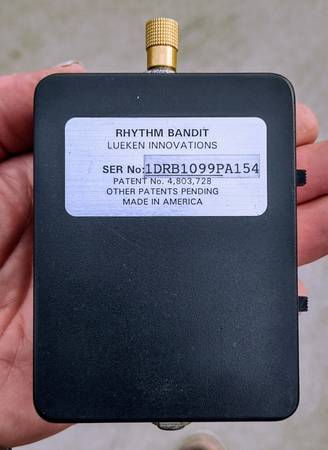 RHYTHM BANDIT
LUEKEN INNOVATIONS
SER No:1DRB1099PA154
PATENT No. 4,803,728
OTHER PATENTS PENDING
MADE IN AMERICA